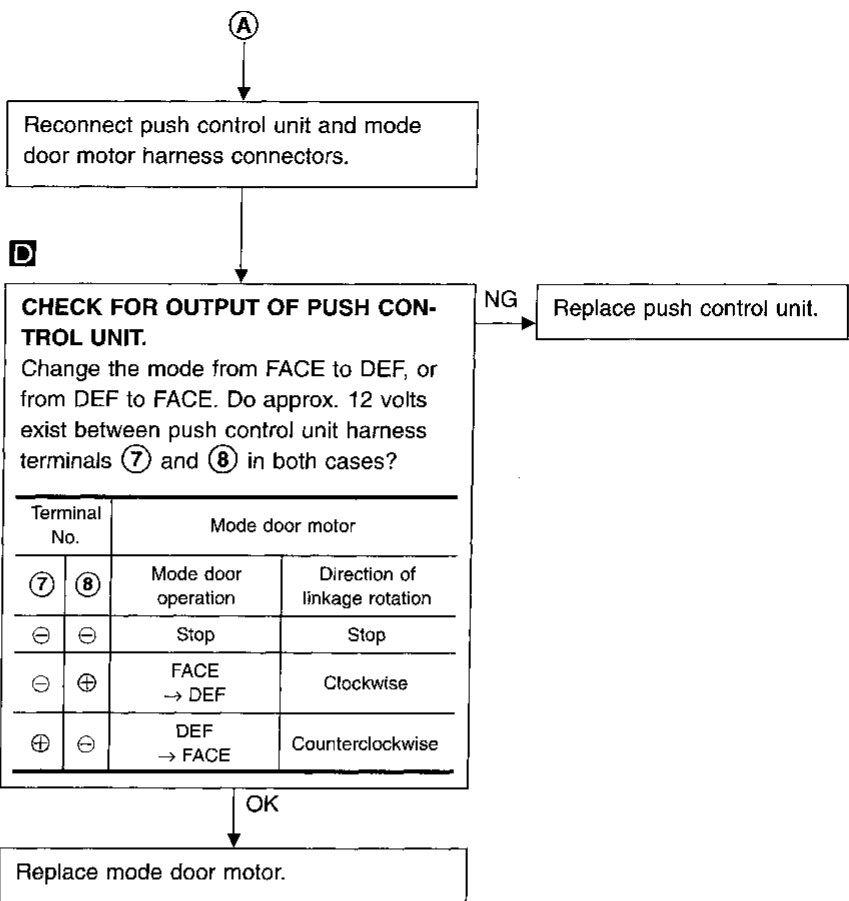 A
Reconnect push control unit and mode
door motor harness connectors.
D
CHECK FOR OUTPUT OF PUSH CON-
TROL UNIT.
Change the mode from FACE to DEF, or
from DEF to FACE. Do approx. 12 volts
exist between push control unit harness
terminals ⑦ and ⑧ in both cases?
NG
Replace push control unit.
Terminal
No.
Mode door motor
⑦ ⑧
Mode door
operation
Direction of
linkage rotation
⊖ ⊖ Stop Stop
⊖ ⊕
FACE
→ DEF
Clockwise
⊕ ⊖
DEF
→ FACE
Counterclockwise
OK
Replace mode door motor.